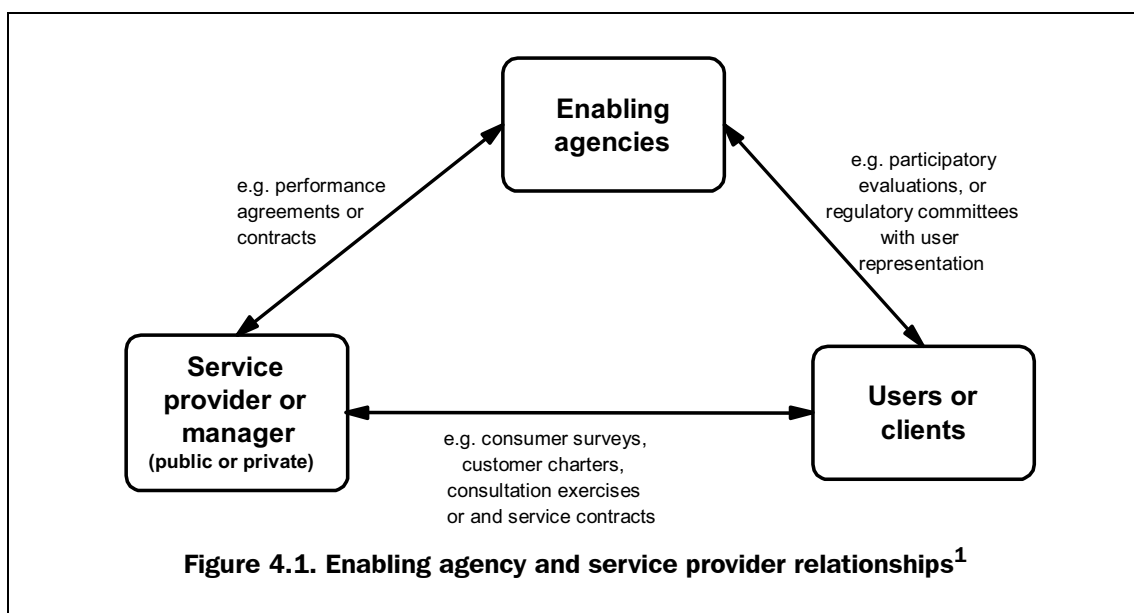 Enabling
agencies
e.g. performance
agreements or
contracts
e.g. participatory
evaluations, or
regulatory committees
with user
representation
Service
provider or
manager
(public or private)
Users or
clients
e.g. consumer surveys,
customer charters,
consultation exercises
or and service contracts
Figure 4.1. Enabling agency and service provider relationships1